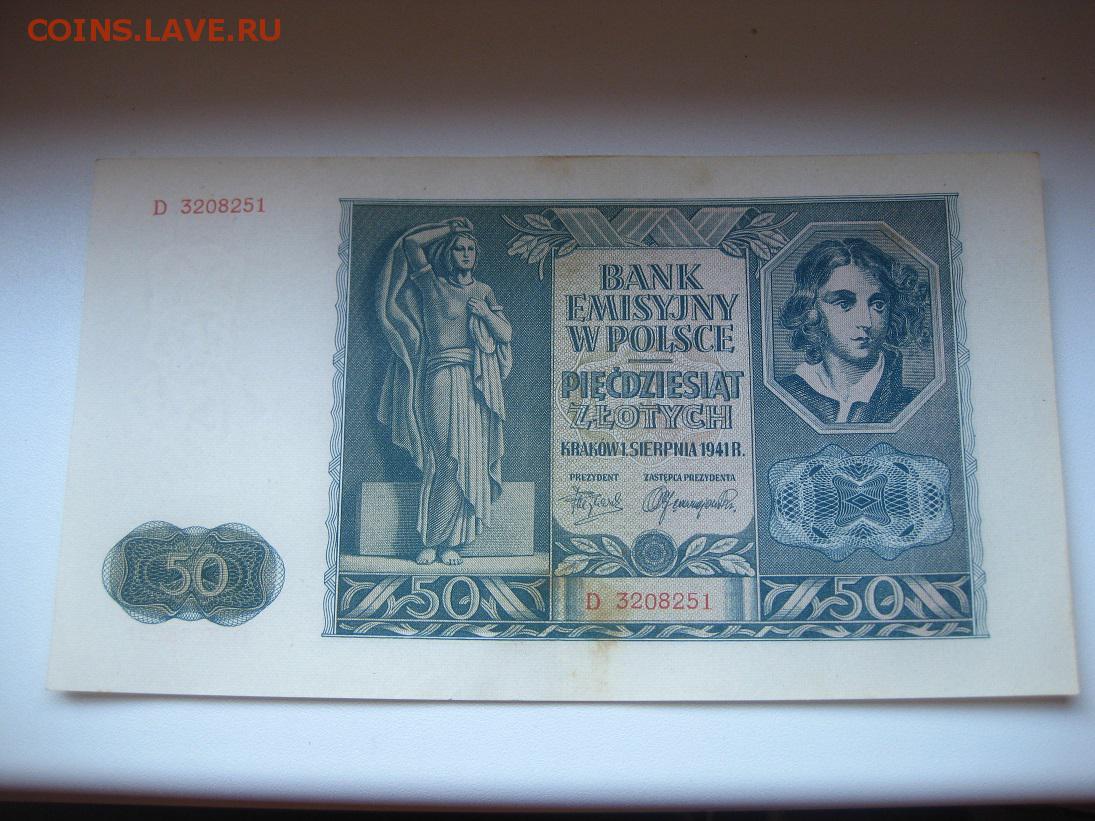 COINS.LAVE.RU
D 3208251
BANK
EMISYJNY
W POLSCE
PIĘĆDZIESIĄT
ZŁOTYCH
KRAKÓW 1. SIERPNIA 1941 R.
PREZYDENT ZASTĘPCA PREZYDENTA
50
50 D 3208251 50